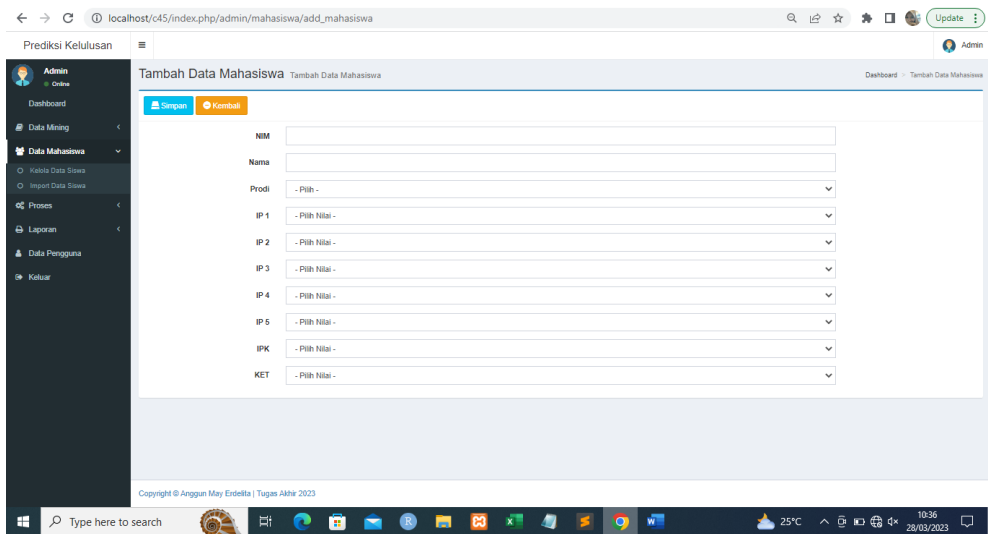 localhost/c45/index.php/admin/mahasiswa/add_mahasiswa
Update
Prediksi Kelulusan
Admin
Admin
Online
Tambah Data Mahasiswa Tambah Data Mahasiswa
Dashboard > Tambah Data Mahasiswa
Dashboard
Data Mining
Data Mahasiswa
Kelola Data Siswa
Import Data Siswa
Proses
Laporan
Data Pengguna
Keluar
Simpan
Kembali
NIM
Nama
Prodi - Pilih -
IP 1 - Pilih Nilai -
IP 2 - Pilih Nilai -
IP 3 - Pilih Nilai -
IP 4 - Pilih Nilai -
IP 5 - Pilih Nilai -
IPK - Pilih Nilai -
KET - Pilih Nilai -
Copyright © Anggun May Erdelita | Tugas Akhir 2023
Type here to search
25°C
10:36
28/03/2023